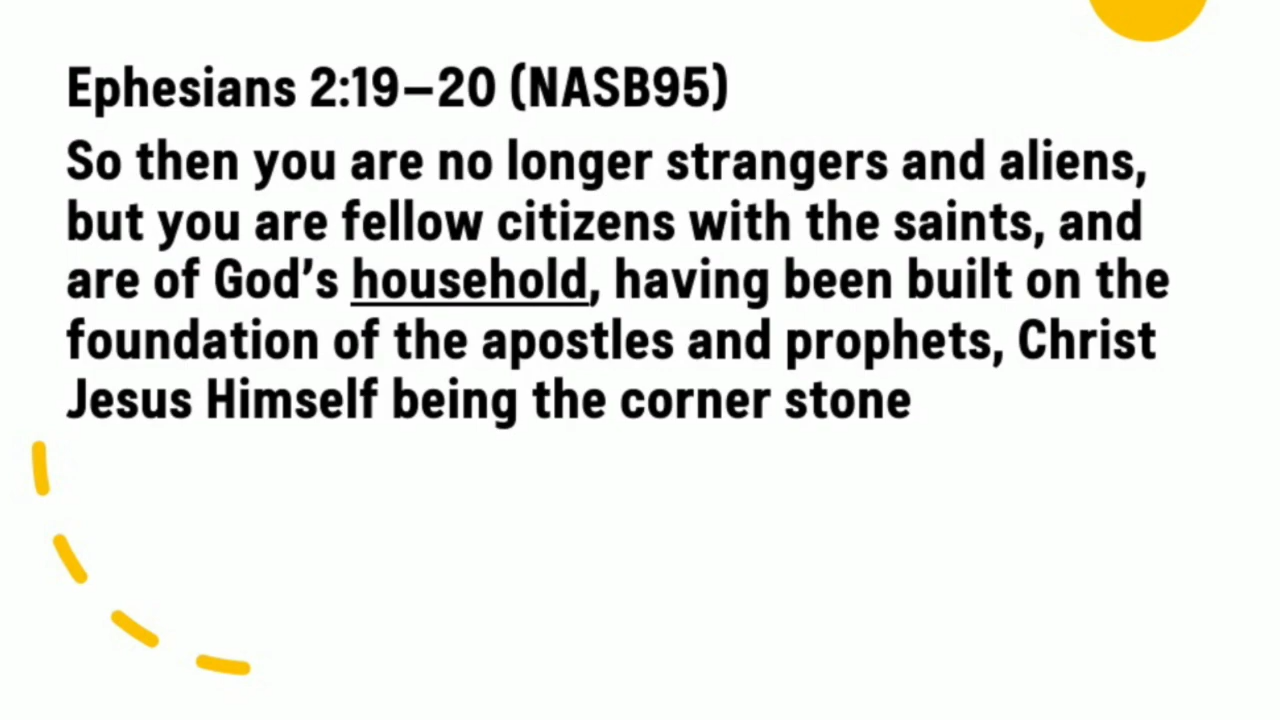 Ephesians 2:19–20 (NASB95)
So then you are no longer strangers and aliens,
but you are fellow citizens with the saints, and
are of God’s household, having been built on the
foundation of the apostles and prophets, Christ
Jesus Himself being the corner stone